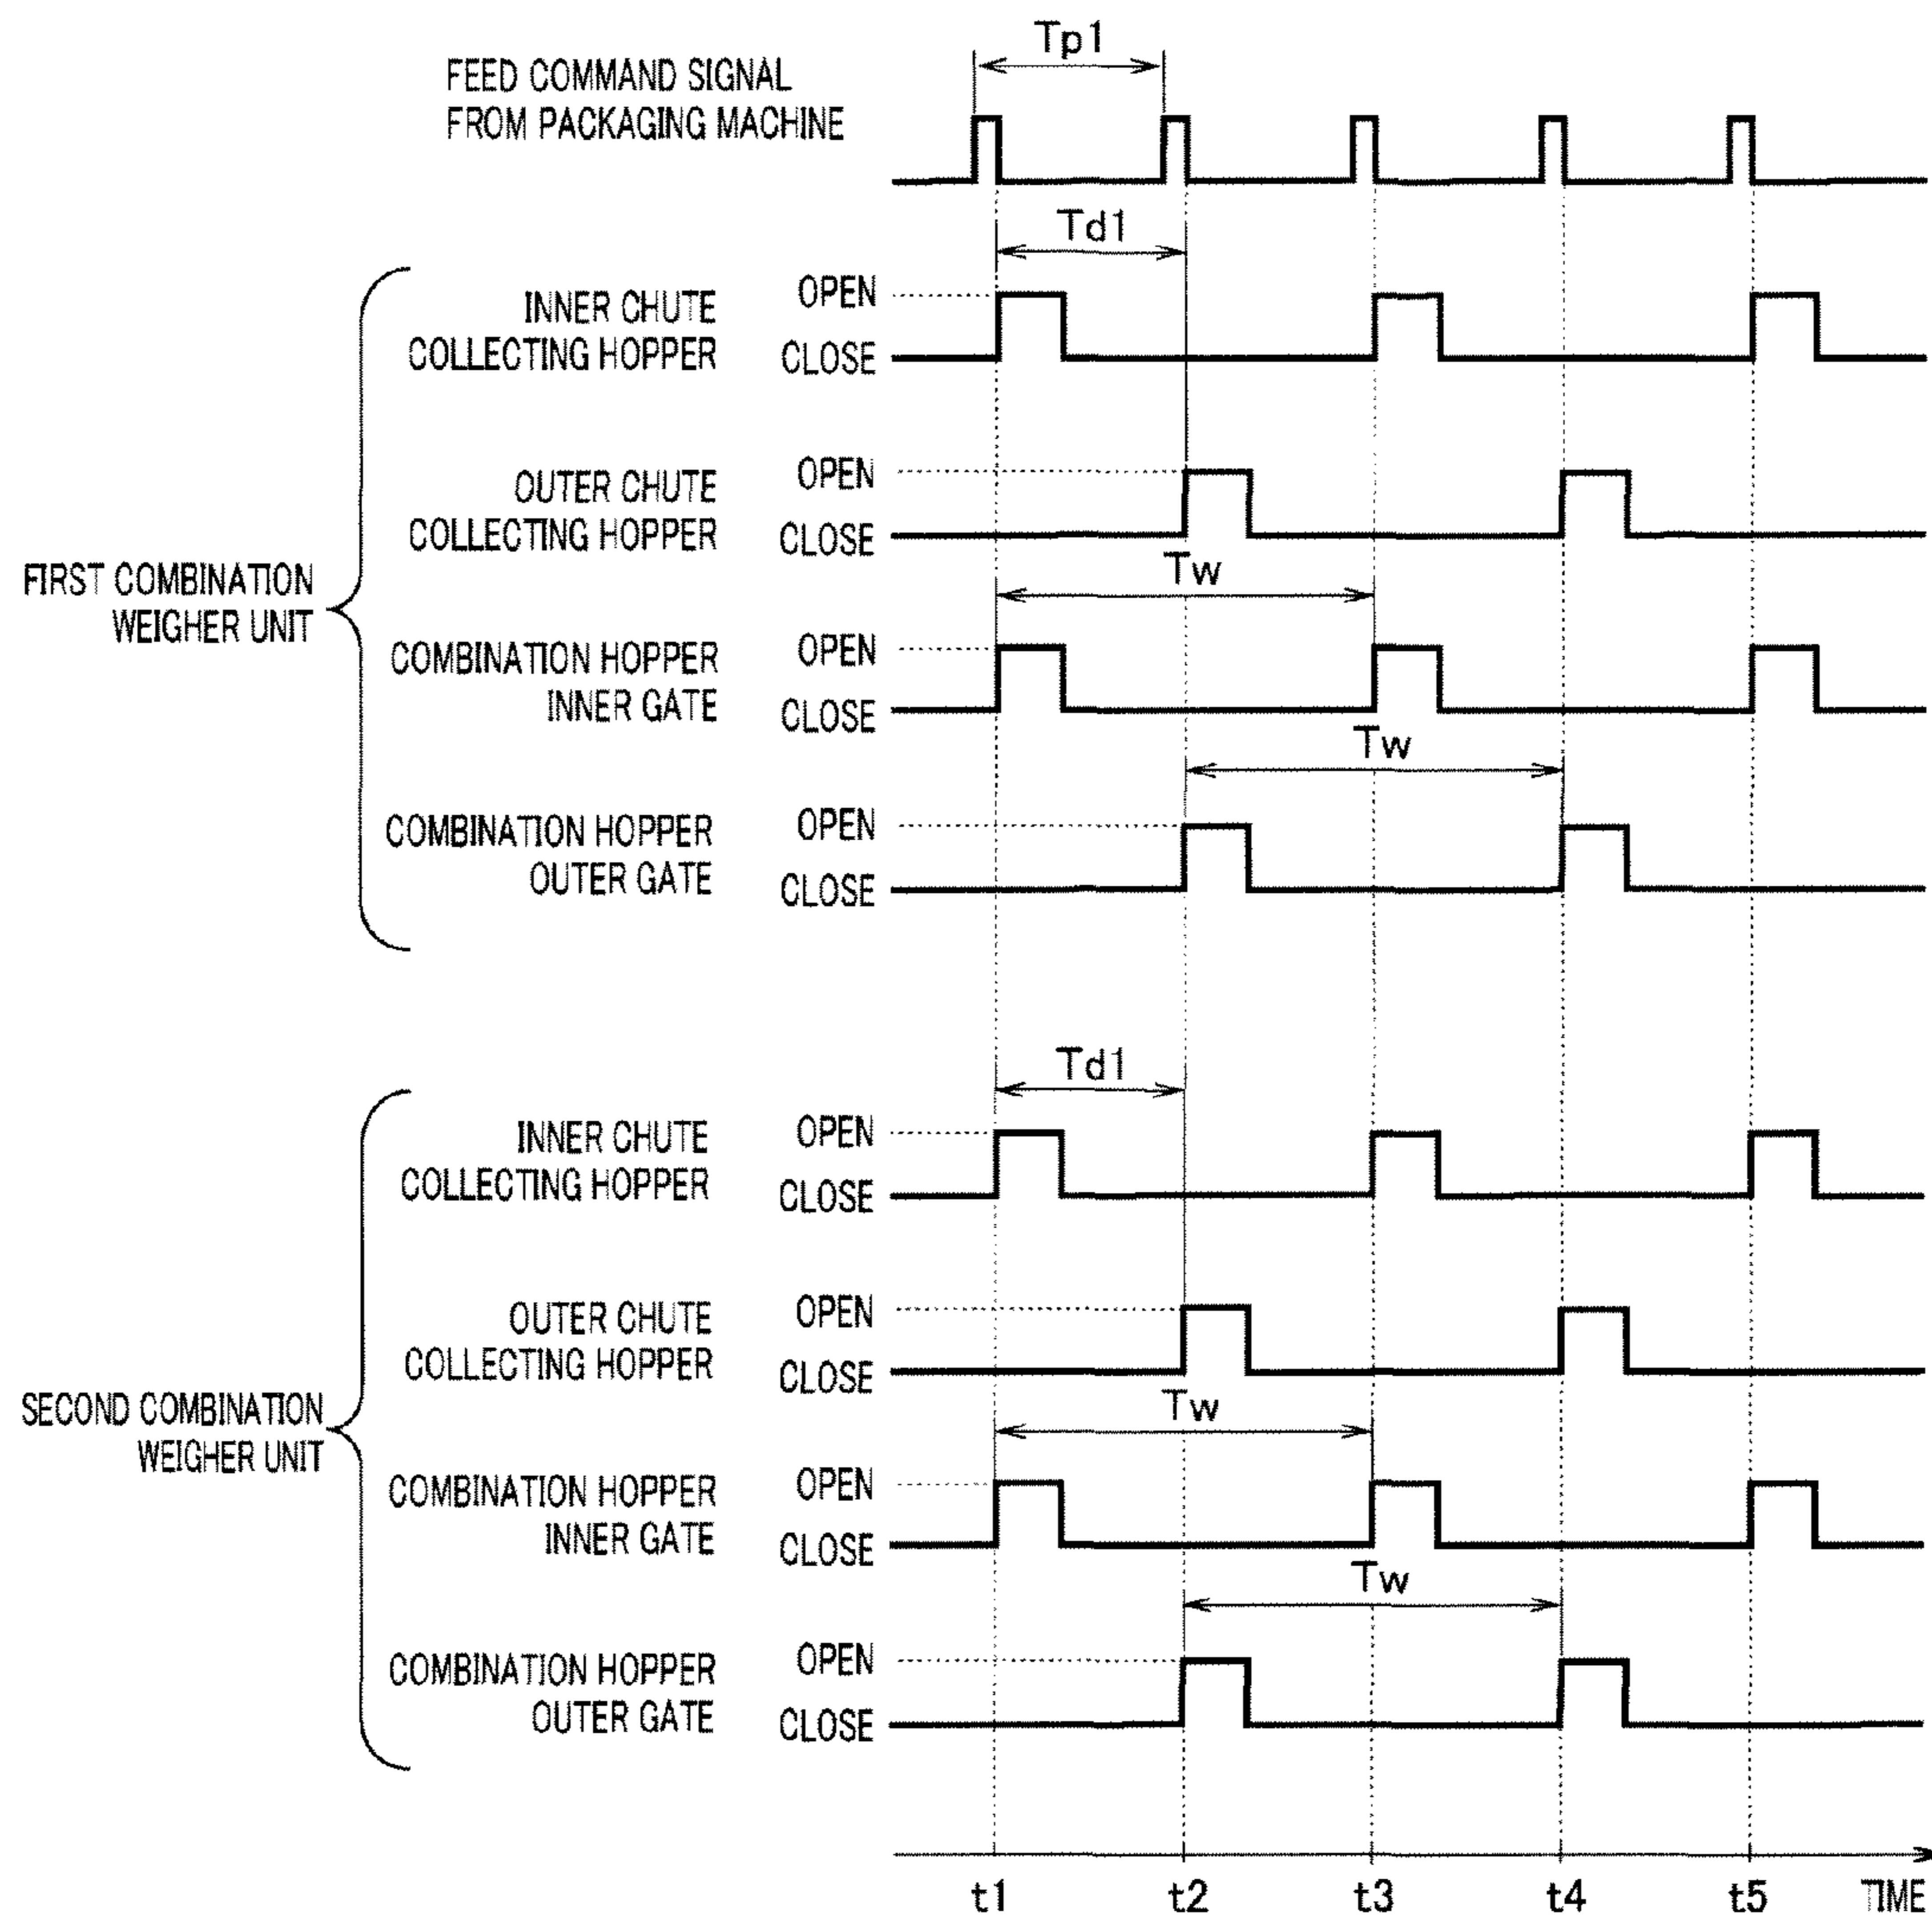 Tp1
FEED COMMAND SIGNAL
FROM PACKAGING MACHINE
Td1
INNER CHUTE
COLLECTING HOPPER
OPEN
CLOSE
OUTER CHUTE
COLLECTING HOPPER
OPEN
CLOSE
FIRST COMBINATION
WEIGHER UNIT
Tw
COMBINATION HOPPER
INNER GATE
OPEN
CLOSE
Tw
COMBINATION HOPPER
OUTER GATE
OPEN
CLOSE
Td1
INNER CHUTE
COLLECTING HOPPER
OPEN
CLOSE
OUTER CHUTE
COLLECTING HOPPER
OPEN
CLOSE
SECOND COMBINATION
WEIGHER UNIT
Tw
COMBINATION HOPPER
INNER GATE
OPEN
CLOSE
Tw
COMBINATION HOPPER
OUTER GATE
OPEN
CLOSE
t1 t2 t3 t4 t5 TIME